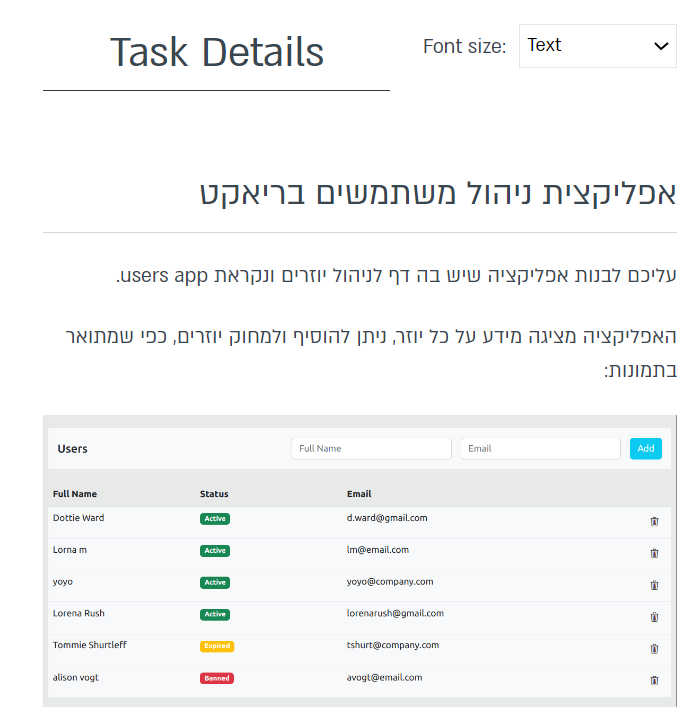 Task Details
Font size: Text
אפליקצית ניהול משתמשים בריאקט
עליכם לבנות אפליקציה שיש בה דף לניהול יוזרים ונקראת users app.
האפליקציה מציגה מידע על כל יוזר, ניתן להוסיף ולמחוק יוזרים, כפי שמתואר
בתמונות:
Users Full Name Email Add
Full Name Status Email
Dottie Ward Active d.ward@gmail.com
Lorna m Active lm@email.com
yoyo Active yoyo@company.com
Lorena Rush Active lorenarush@gmail.com
Tommie Shurtleff Expired tshurt@company.com
alison vogt Banned avogt@email.com